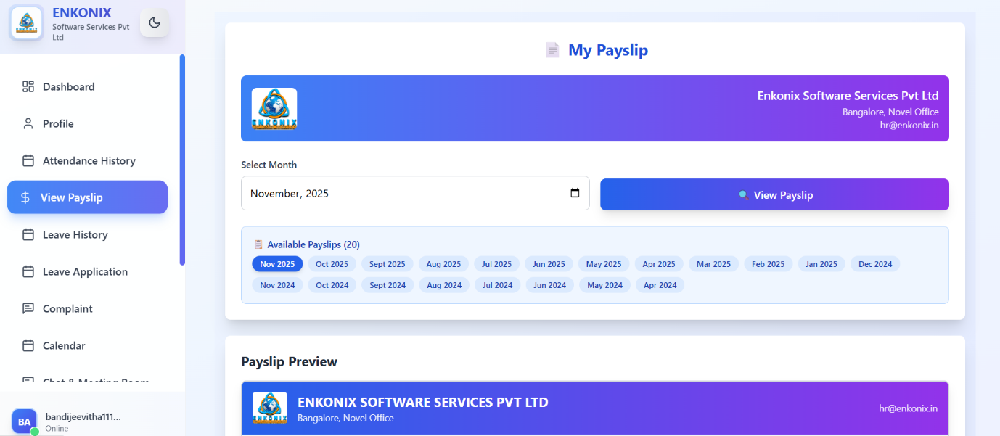 ENKONIX
Software Services Pvt
Ltd
Dashboard
Profile
Attendance History
View Payslip
Leave History
Leave Application
Complaint
Calendar
Chat & Meeting Room
BA
bandijeevitha111...
Online
My Payslip
ENKONIX
Enkonix Software Services Pvt Ltd
Bangalore, Novel Office
hr@enkonix.in
Select Month
November, 2025
View Payslip
Available Payslips (20)
Nov 2025 Oct 2025 Sept 2025 Aug 2025 Jul 2025 Jun 2025 May 2025 Apr 2025 Mar 2025 Feb 2025 Jan 2025 Dec 2024
Nov 2024 Oct 2024 Sept 2024 Aug 2024 Jul 2024 Jun 2024 May 2024 Apr 2024
Payslip Preview
ENKONIX
ENKONIX SOFTWARE SERVICES PVT LTD
Bangalore, Novel Office
hr@enkonix.in